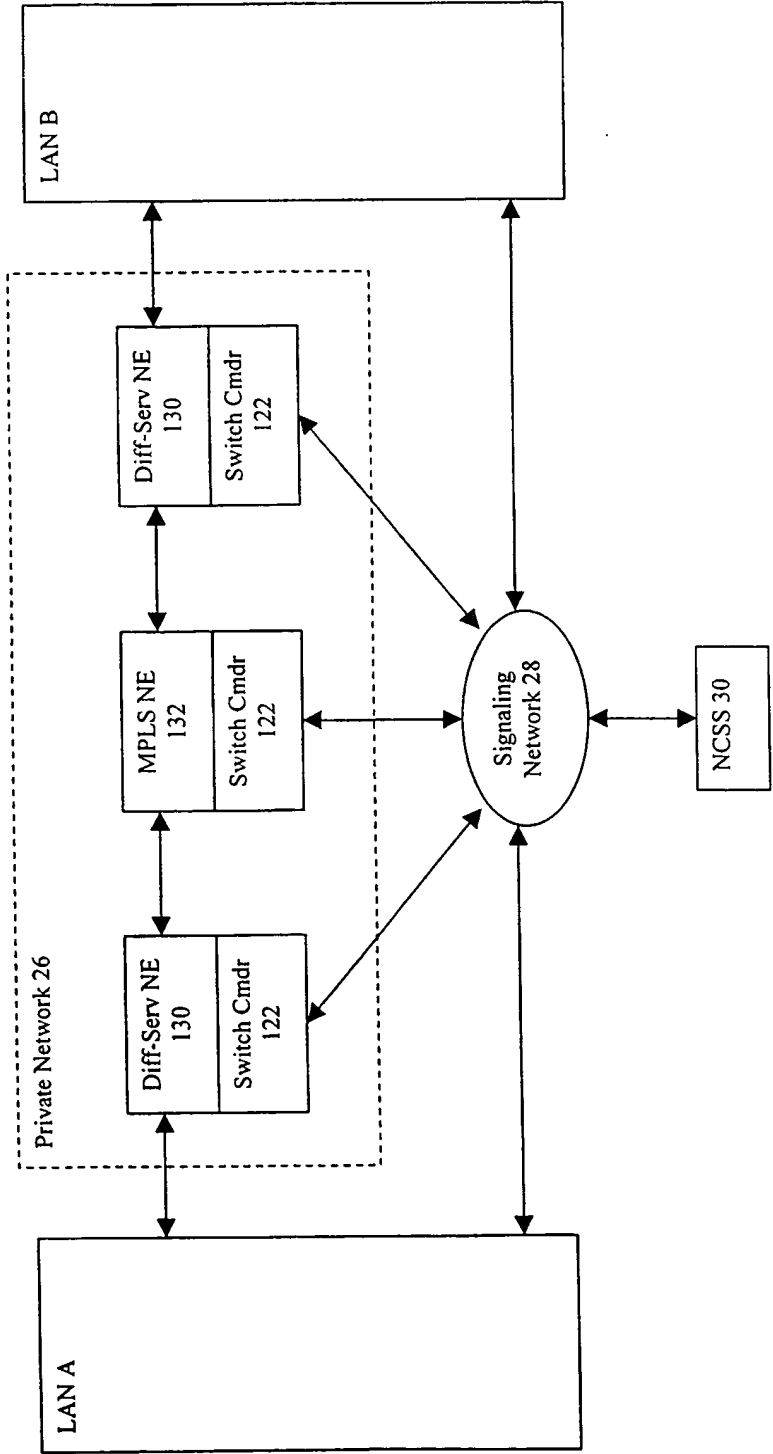 LAN A
Private Network 26
Diff-Serv NE
130
Switch Cmdr
122
MPLS NE
132
Switch Cmdr
122
Diff-Serv NE
130
Switch Cmdr
122
LAN B
Signaling
Network 28
NCSS 30